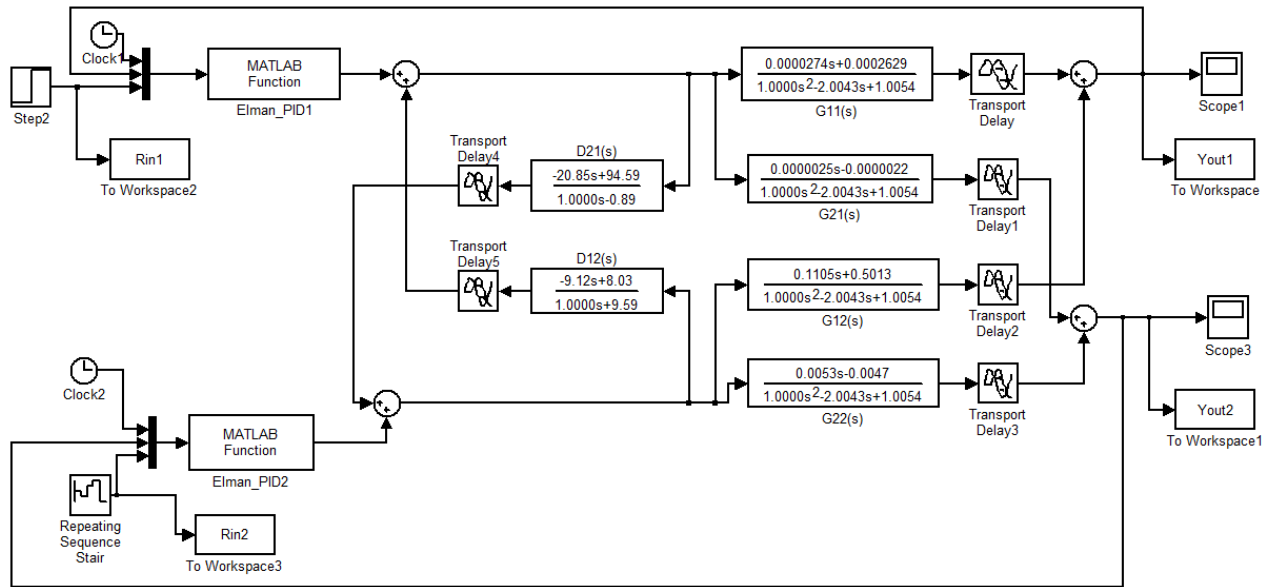 Clock1
MATLAB
Function
Elman_PID1
Step2
Rin1
To Workspace2
0.0000274s+0.0002629
1.0000s²-2.0043s+1.0054
G11(s)
Transport
Delay
Scope1
Yout1
To Workspace
Transport
Delay4
D21(s)
-20.85s+94.59
1.0000s-0.89
0.0000025s-0.0000022
1.0000s²-2.0043s+1.0054
G21(s)
Transport
Delay1
Transport
Delay5
D12(s)
-9.12s+8.03
1.0000s+9.59
0.1105s+0.5013
1.0000s²-2.0043s+1.0054
G12(s)
Transport
Delay2
Scope3
Clock2
MATLAB
Function
Elman_PID2
0.0053s-0.0047
1.0000s²-2.0043s+1.0054
G22(s)
Transport
Delay3
Yout2
To Workspace1
Repeating
Sequence
Stair
Rin2
To Workspace3